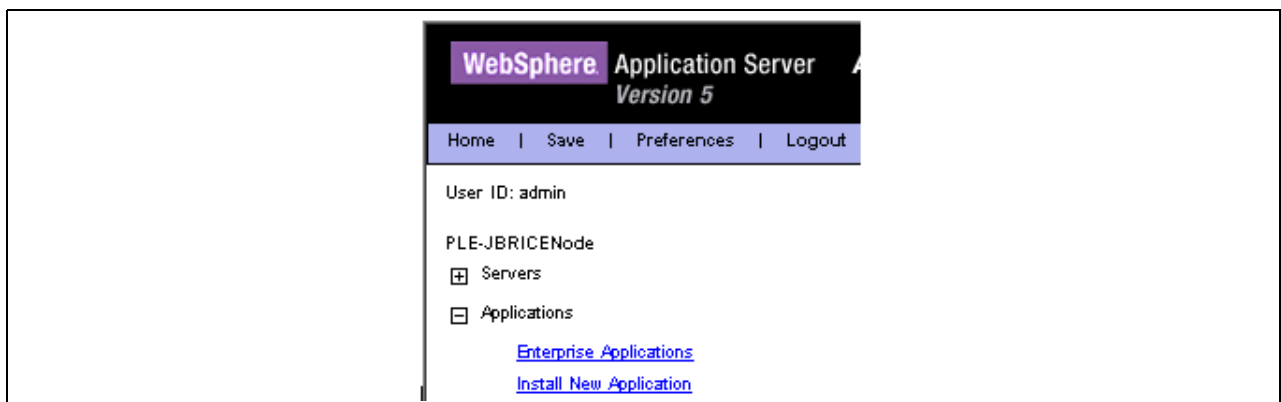 WebSphere. Application Server
Version 5
Home | Save | Preferences | Logout
User ID: admin
PLE-JBRICENode
Servers
Applications
Enterprise Applications
Install New Application